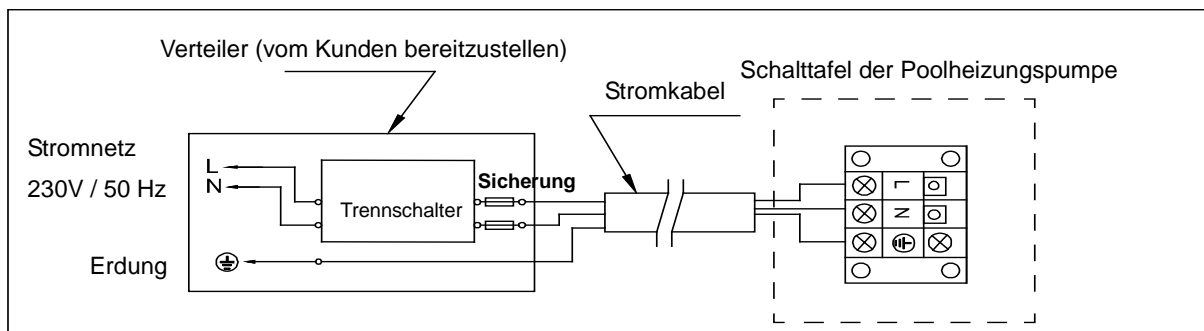 Verteiler (vom Kunden bereitzustellen)
Schalttafel der Poolheizungspumpe
Stromkabel
Stromnetz
230V / 50 Hz
L
N
Sicherung
Trennschalter
Erdung
L
N